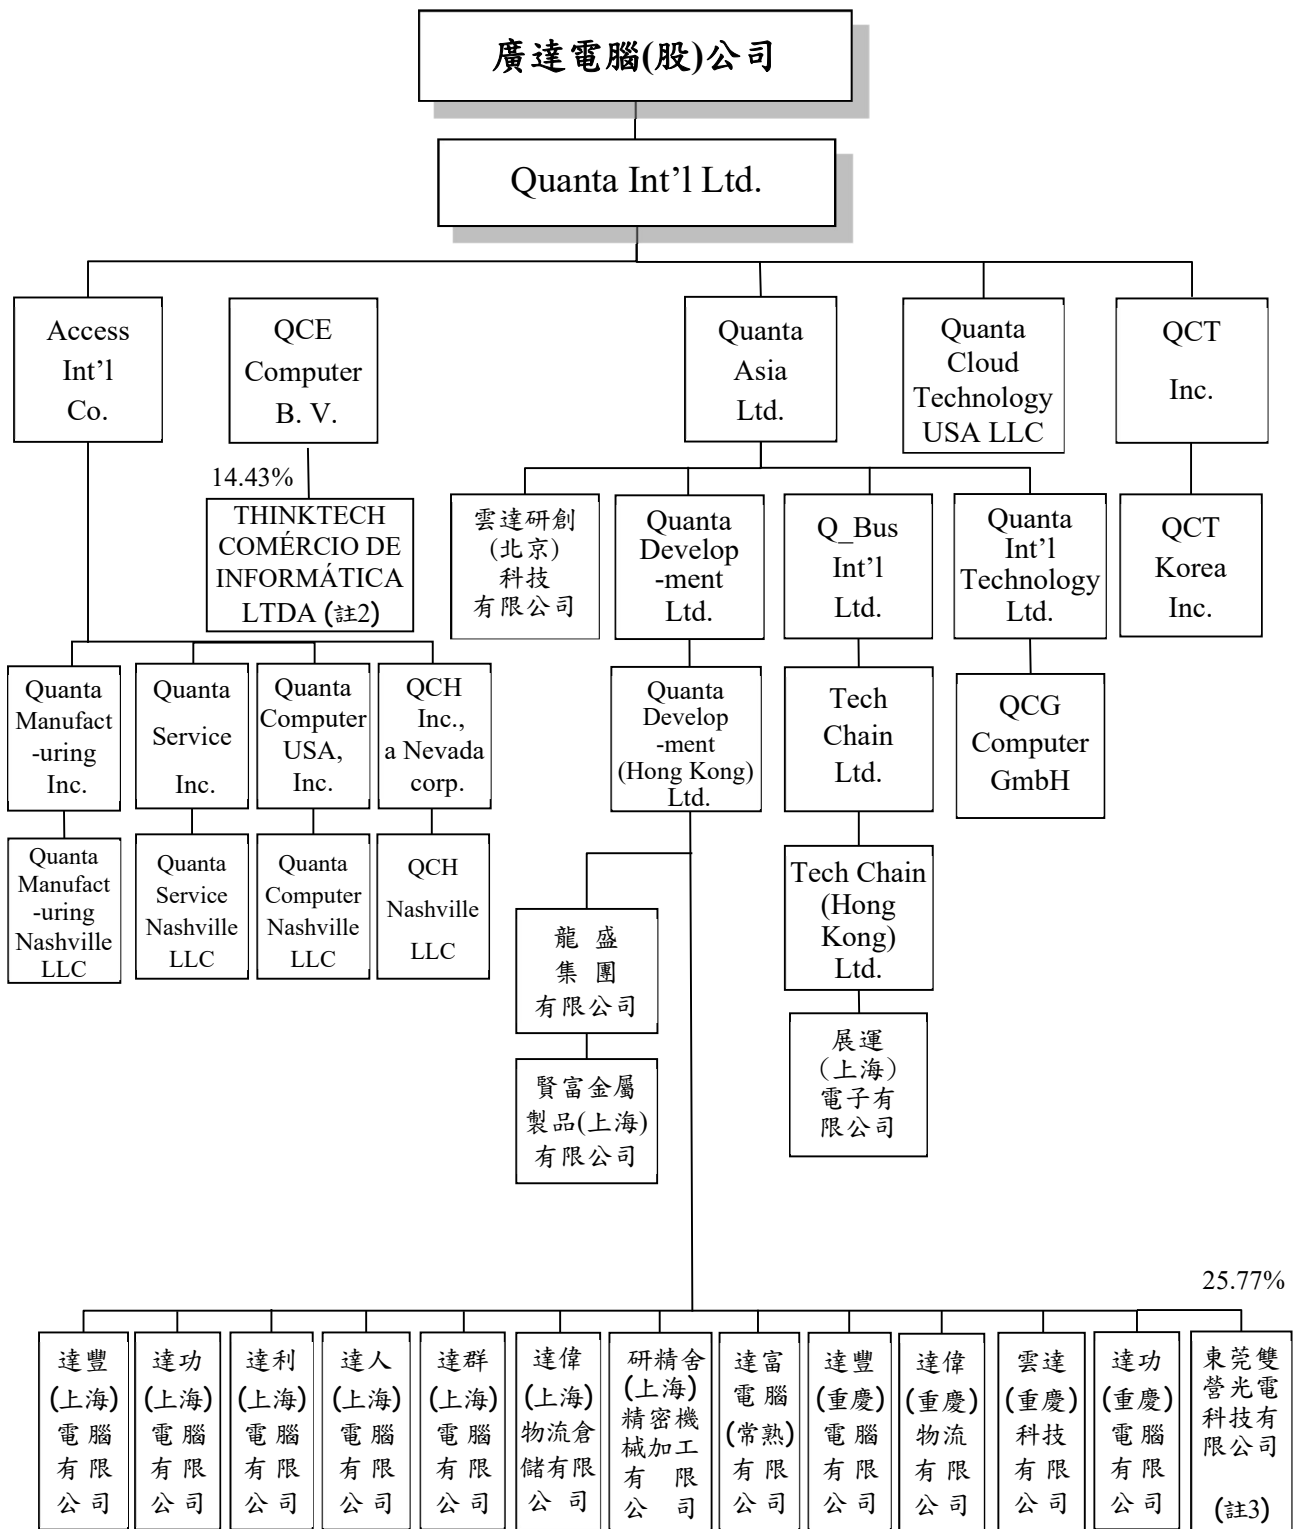 廣達電腦(股)公司
Quanta Int’l Ltd.
Access
Int’l
Co.
QCE
Computer
B. V.
Quanta
Asia
Ltd.
Quanta
Cloud
Technology
USA LLC
QCT
Inc.
14.43%
THINKTECH
COMÉRCIO DE
INFORMÁTICA
LTDA (註2)
雲達研創
(北京)
科技
有限公司
Quanta
Develop
-ment
Ltd.
Q_Bus
Int’l
Ltd.
Quanta
Int’l
Technology
Ltd.
QCT
Korea
Inc.
Quanta
Manufact
-uring
Inc.
Quanta
Service
Inc.
Quanta
Computer
USA,
Inc.
QCH
Inc.,
a Nevada
corp.
Quanta
Develop
-ment
(Hong Kong)
Ltd.
Tech
Chain
Ltd.
QCG
Computer
GmbH
Quanta
Manufact
-uring
Nashville
LLC
Quanta
Service
Nashville
LLC
Quanta
Computer
Nashville
LLC
QCH
Nashville
LLC
龍盛
集團
有限公司
Tech Chain
(Hong
Kong)
Ltd.
賢富金屬
製品(上海)
有限公司
展運
(上海)
電子有
限公司
25.77%
達豐
(上海)
電腦
有限
公司
達功
(上海)
電腦
有限
公司
達利
(上海)
電腦
有限
公司
達人
(上海)
電腦
有限
公司
達群
(上海)
電腦
有限
公司
達偉
(上海)
物流倉
儲有限
公司
研精舍
(上海)
精密機
械加工
有限
公司
達富
電腦
(常熟)
有限
公司
達豐
(重慶)
電腦
有限
公司
達偉
(重慶)
物流
有限
公司
雲達
(重慶)
科技
有限
公司
達功
(重慶)
電腦
有限
公司
東莞雙
營光電
科技有
限公司
(註3)